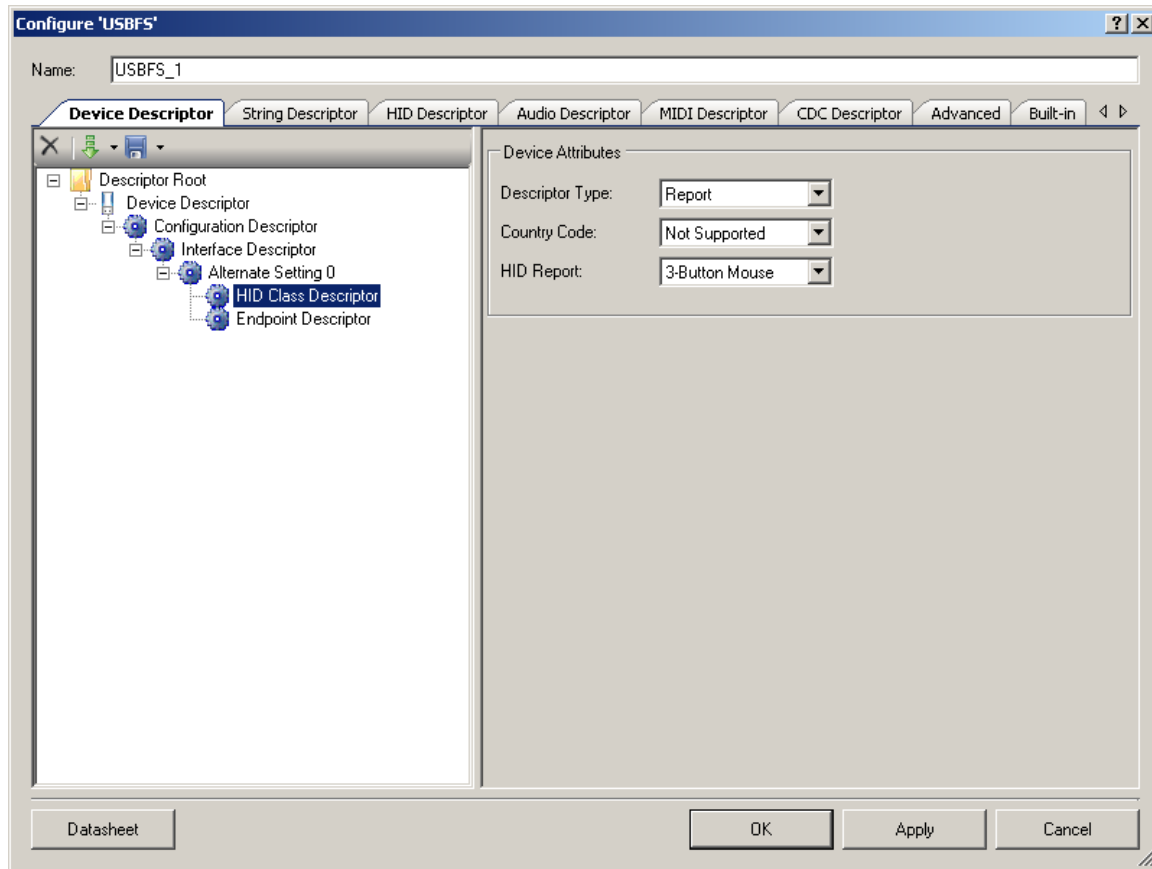 Configure 'USBFS'
Name: USBFS_1
Device Descriptor String Descriptor HID Descriptor Audio Descriptor MIDI Descriptor CDC Descriptor Advanced Built-in
Descriptor Root
Device Descriptor
Configuration Descriptor
Interface Descriptor
Alternate Setting 0
HID Class Descriptor
Endpoint Descriptor
Device Attributes
Descriptor Type: Report
Country Code: Not Supported
HID Report: 3-Button Mouse
Datasheet OK Apply Cancel